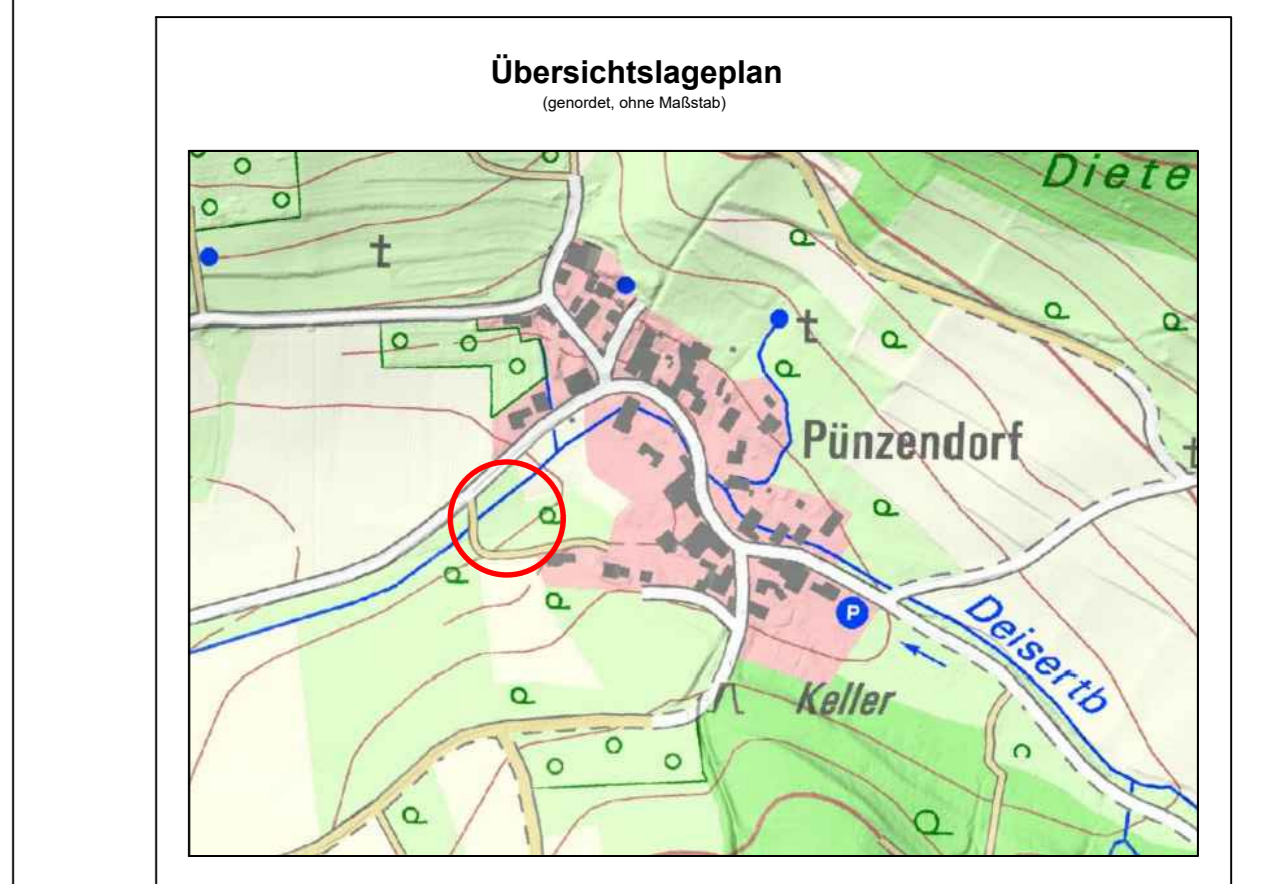 Übersichtslageplan
(genordet, ohne Maßstab)
Diete
Pünzendorf
P
Deisertb
Keller